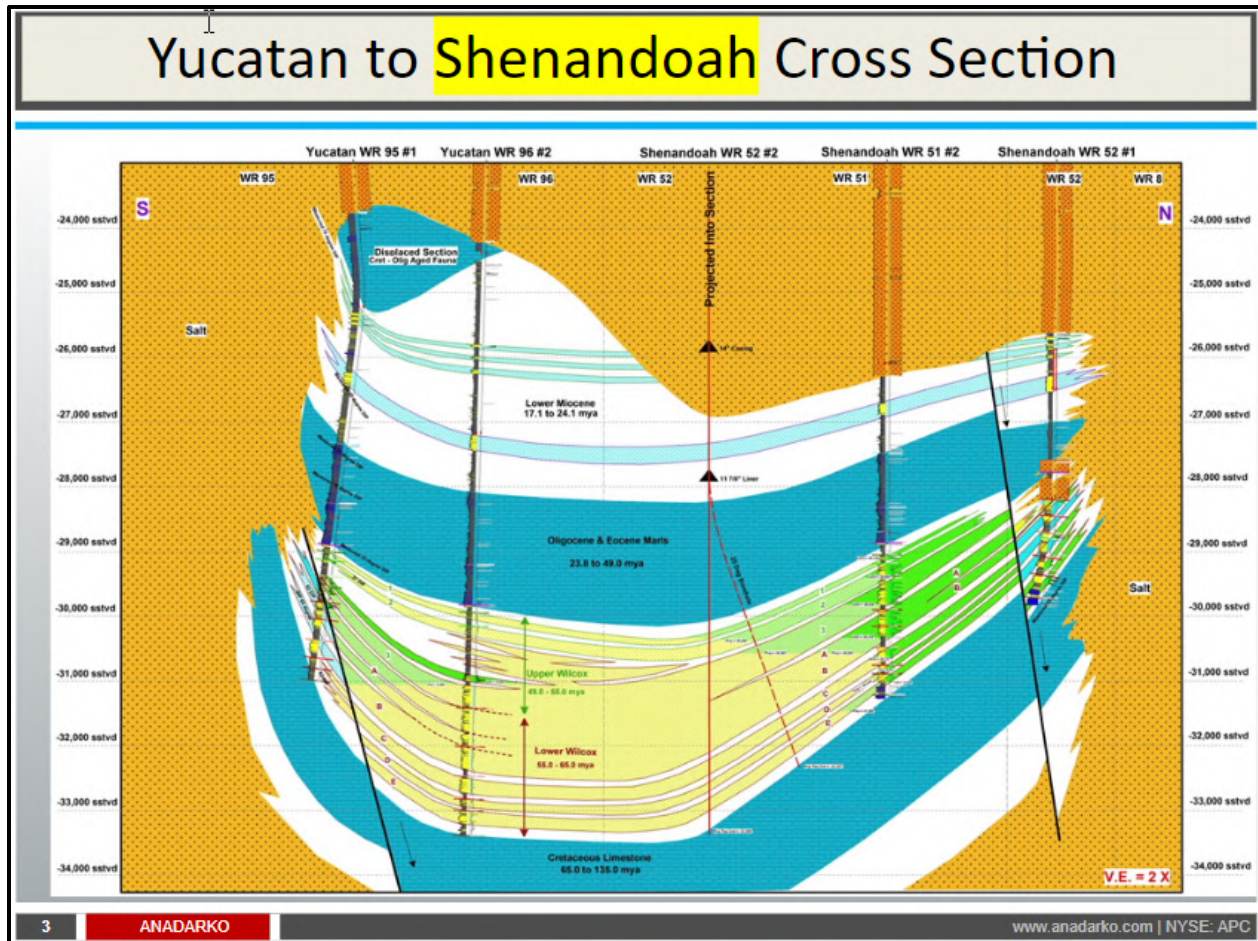 Yucatan to Shenandoah Cross Section
Yucatan WR 95 #1
Yucatan WR 96 #2
Shenandoah WR 52 #2
Shenandoah WR 51 #2
Shenandoah WR 52 #1
WR 95
WR 96
WR 52
WR 51
WR 52
WR 8
S
N
-24,000 sstvd
-25,000 sstvd
-26,000 sstvd
-27,000 sstvd
-28,000 sstvd
-29,000 sstvd
-30,000 sstvd
-31,000 sstvd
-32,000 sstvd
-33,000 sstvd
-34,000 sstvd
Displaced Section
Cret - Olig Aged Fauna
Projected Into Section
Salt
14" Casing
Lower Miocene
17.1 to 24.1 mya
11 7/8" Liner
Oligocene & Eocene Marls
23.8 to 49.0 mya
Salt
1
2
3
A
B
C
D
E
Upper Wilcox
49.0 - 55.0 mya
Lower Wilcox
55.0 - 65.0 mya
1
2
3
A
B
C
D
E
A
B
Cretaceous Limestone
65.0 to 135.0 mya
-24,000 sstvd
-25,000 sstvd
-26,000 sstvd
-27,000 sstvd
-28,000 sstvd
-29,000 sstvd
-30,000 sstvd
-31,000 sstvd
-32,000 sstvd
-33,000 sstvd
-34,000 sstvd
V.E. = 2 X
3
ANADARKO
www.anadarko.com | NYSE: APC